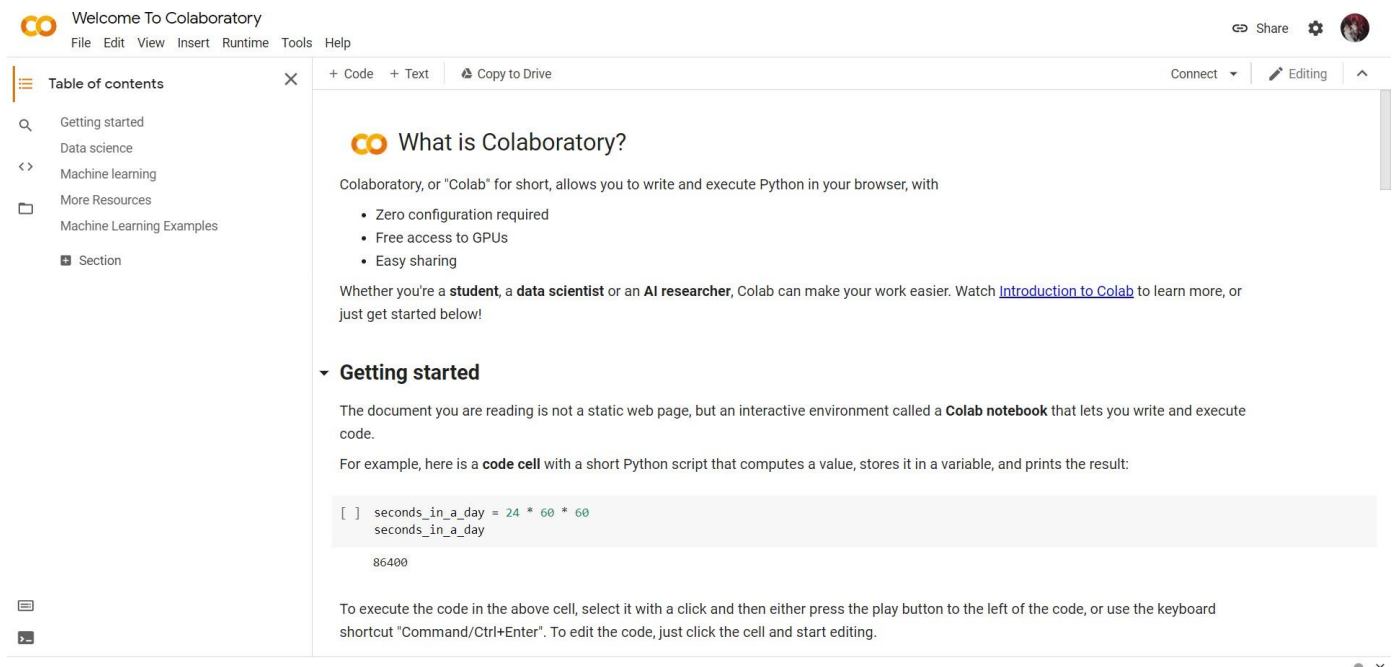 Welcome To Colaboratory
File Edit View Insert Runtime Tools Help
Share
Table of contents
Getting started
Data science
Machine learning
More Resources
Machine Learning Examples
Section
+ Code + Text Copy to Drive
Connect Editing
CO What is Colaboratory?
Colaboratory, or "Colab" for short, allows you to write and execute Python in your browser, with
• Zero configuration required
• Free access to GPUs
• Easy sharing
Whether you're a student, a data scientist or an AI researcher, Colab can make your work easier. Watch Introduction to Colab to learn more, or
just get started below!
Getting started
The document you are reading is not a static web page, but an interactive environment called a Colab notebook that lets you write and execute
code.
For example, here is a code cell with a short Python script that computes a value, stores it in a variable, and prints the result:
[ ] seconds_in_a_day = 24 * 60 * 60
seconds_in_a_day
86400
To execute the code in the above cell, select it with a click and then either press the play button to the left of the code, or use the keyboard
shortcut "Command/Ctrl+Enter". To edit the code, just click the cell and start editing.